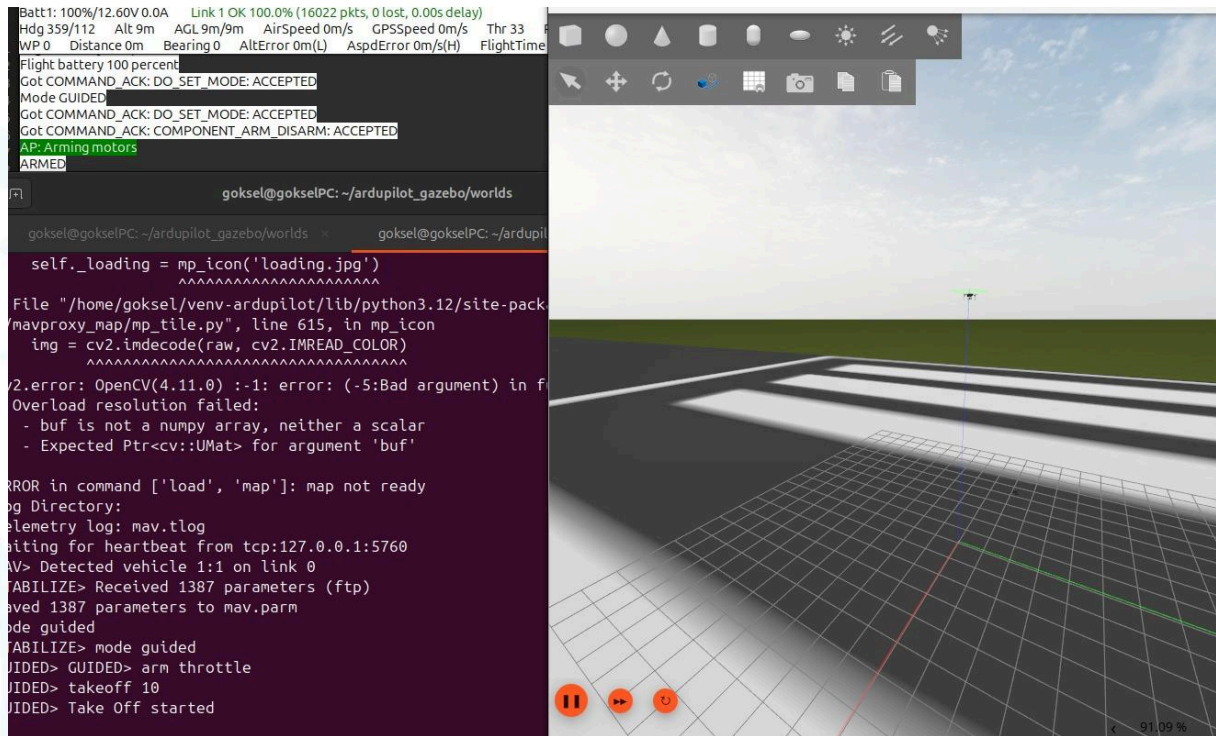 Batt1: 100%/12.60V 0.0A Link 1 OK 100.0% (16022 pkts, 0 lost, 0.00s delay)
Hdg 359/112 Alt 9m AGL 9m/9m AirSpeed 0m/s GPSSpeed 0m/s Thr 33
WP 0 Distance 0m Bearing 0 AltError 0m(L) AspdError 0m/s(H) FlightTime
Flight battery 100 percent
Got COMMAND_ACK: DO_SET_MODE: ACCEPTED
Mode GUIDED
Got COMMAND_ACK: DO_SET_MODE: ACCEPTED
Got COMMAND_ACK: COMPONENT_ARM_DISARM: ACCEPTED
AP: Arming motors
ARMED
goksel@gokselPC: ~/ardupilot_gazebo/worlds
goksel@gokselPC: ~/ardupilot_gazebo/worlds × goksel@gokselPC: ~/ardupil
self._loading = mp_icon('loading.jpg')
^^^^^^^^^^^^^^^^^^^^^^^
File "/home/goksel/venv-ardupilot/lib/python3.12/site-pack
/mavproxy_map/mp_tile.py", line 615, in mp_icon
img = cv2.imdecode(raw, cv2.IMREAD_COLOR)
^^^^^^^^^^^^^^^^^^^^^^^^^^^^^^^^^^^
v2.error: OpenCV(4.11.0) :-1: error: (-5:Bad argument) in f
Overload resolution failed:
- buf is not a numpy array, neither a scalar
- Expected Ptr<cv::UMat> for argument 'buf'
RROR in command ['load', 'map']: map not ready
og Directory:
elemetry log: mav.tlog
aiting for heartbeat from tcp:127.0.0.1:5760
AV> Detected vehicle 1:1 on link 0
TABILIZE> Received 1387 parameters (ftp)
aved 1387 parameters to mav.parm
ode guided
TABILIZE> mode guided
UIDED> GUIDED> arm throttle
UIDED> takeoff 10
UIDED> Take Off started
91.09 %